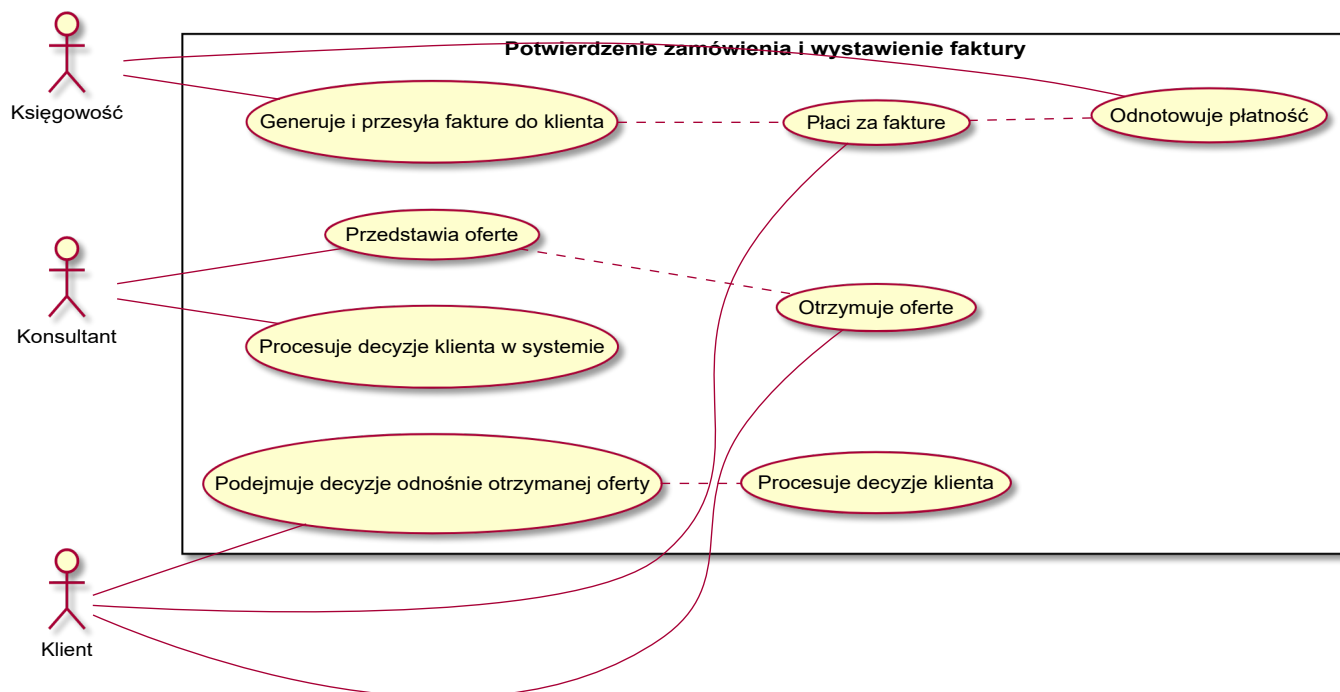 Potwierdzenie zamówienia i wystawienie faktury
Księgowość
Generuje i przesyła fakture do klienta
Płaci za fakture
Odnotowuje płatność
Przedstawia oferte
Konsultant
Otrzymuje oferte
Procesuje decyzje klienta w systemie
Podejmuje decyzje odnośnie otrzymanej oferty
Procesuje decyzje klienta
Klient